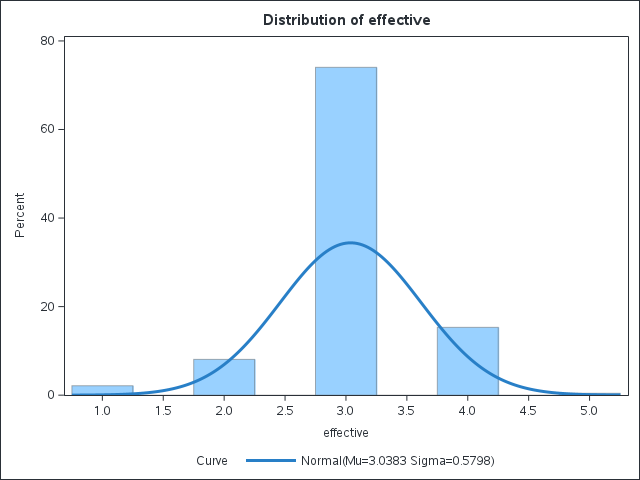 Distribution of effective
80
60
40
20
0
Percent
1.0 1.5 2.0 2.5 3.0 3.5 4.0 4.5 5.0
effective
Curve Normal(Mu=3.0383 Sigma=0.5798)